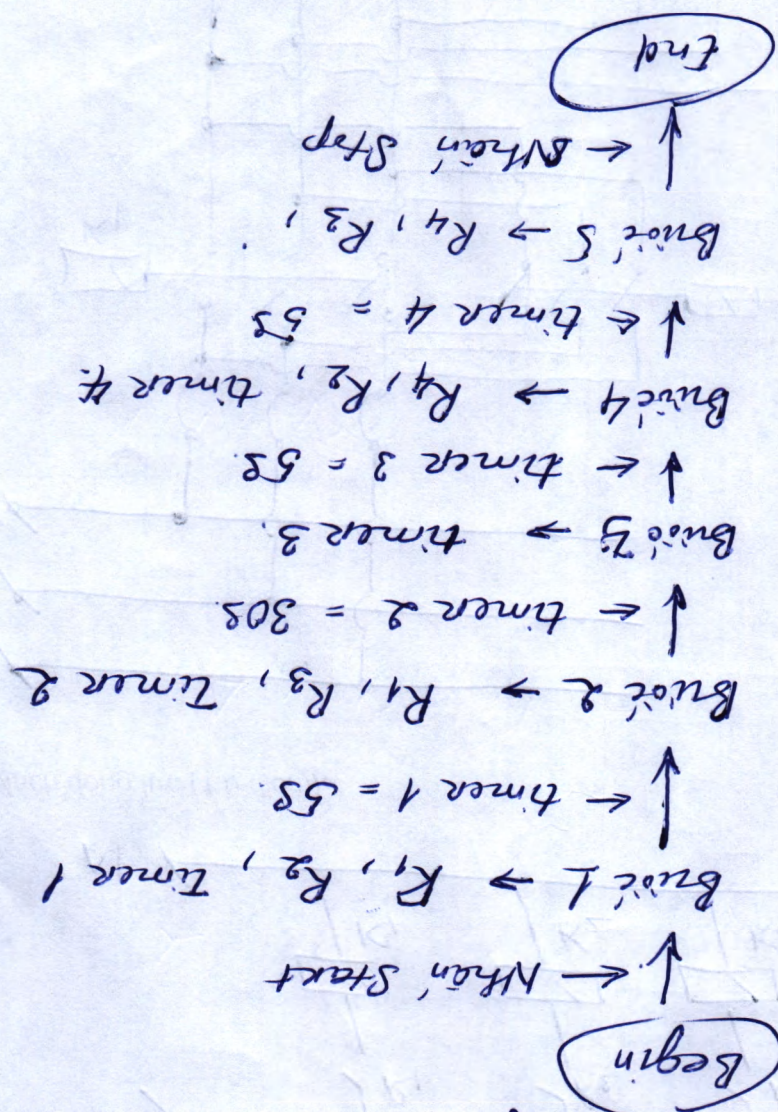 Begin
↓ ← Nhấn Start
Bước 1 → R1, R2, Timer 1
↓ ← timer 1 = 5s.
Bước 2 → R1, R3, Timer 2
↓ ← timer 2 = 30s.
Bước 3 → timer 3.
↓ ← timer 3 = 5s.
Bước 4 → R4, R2, timer 4.
↓ ← timer 4 = 5s
Bước 5 → R4, R3,
↓ ← Nhấn Stop
End